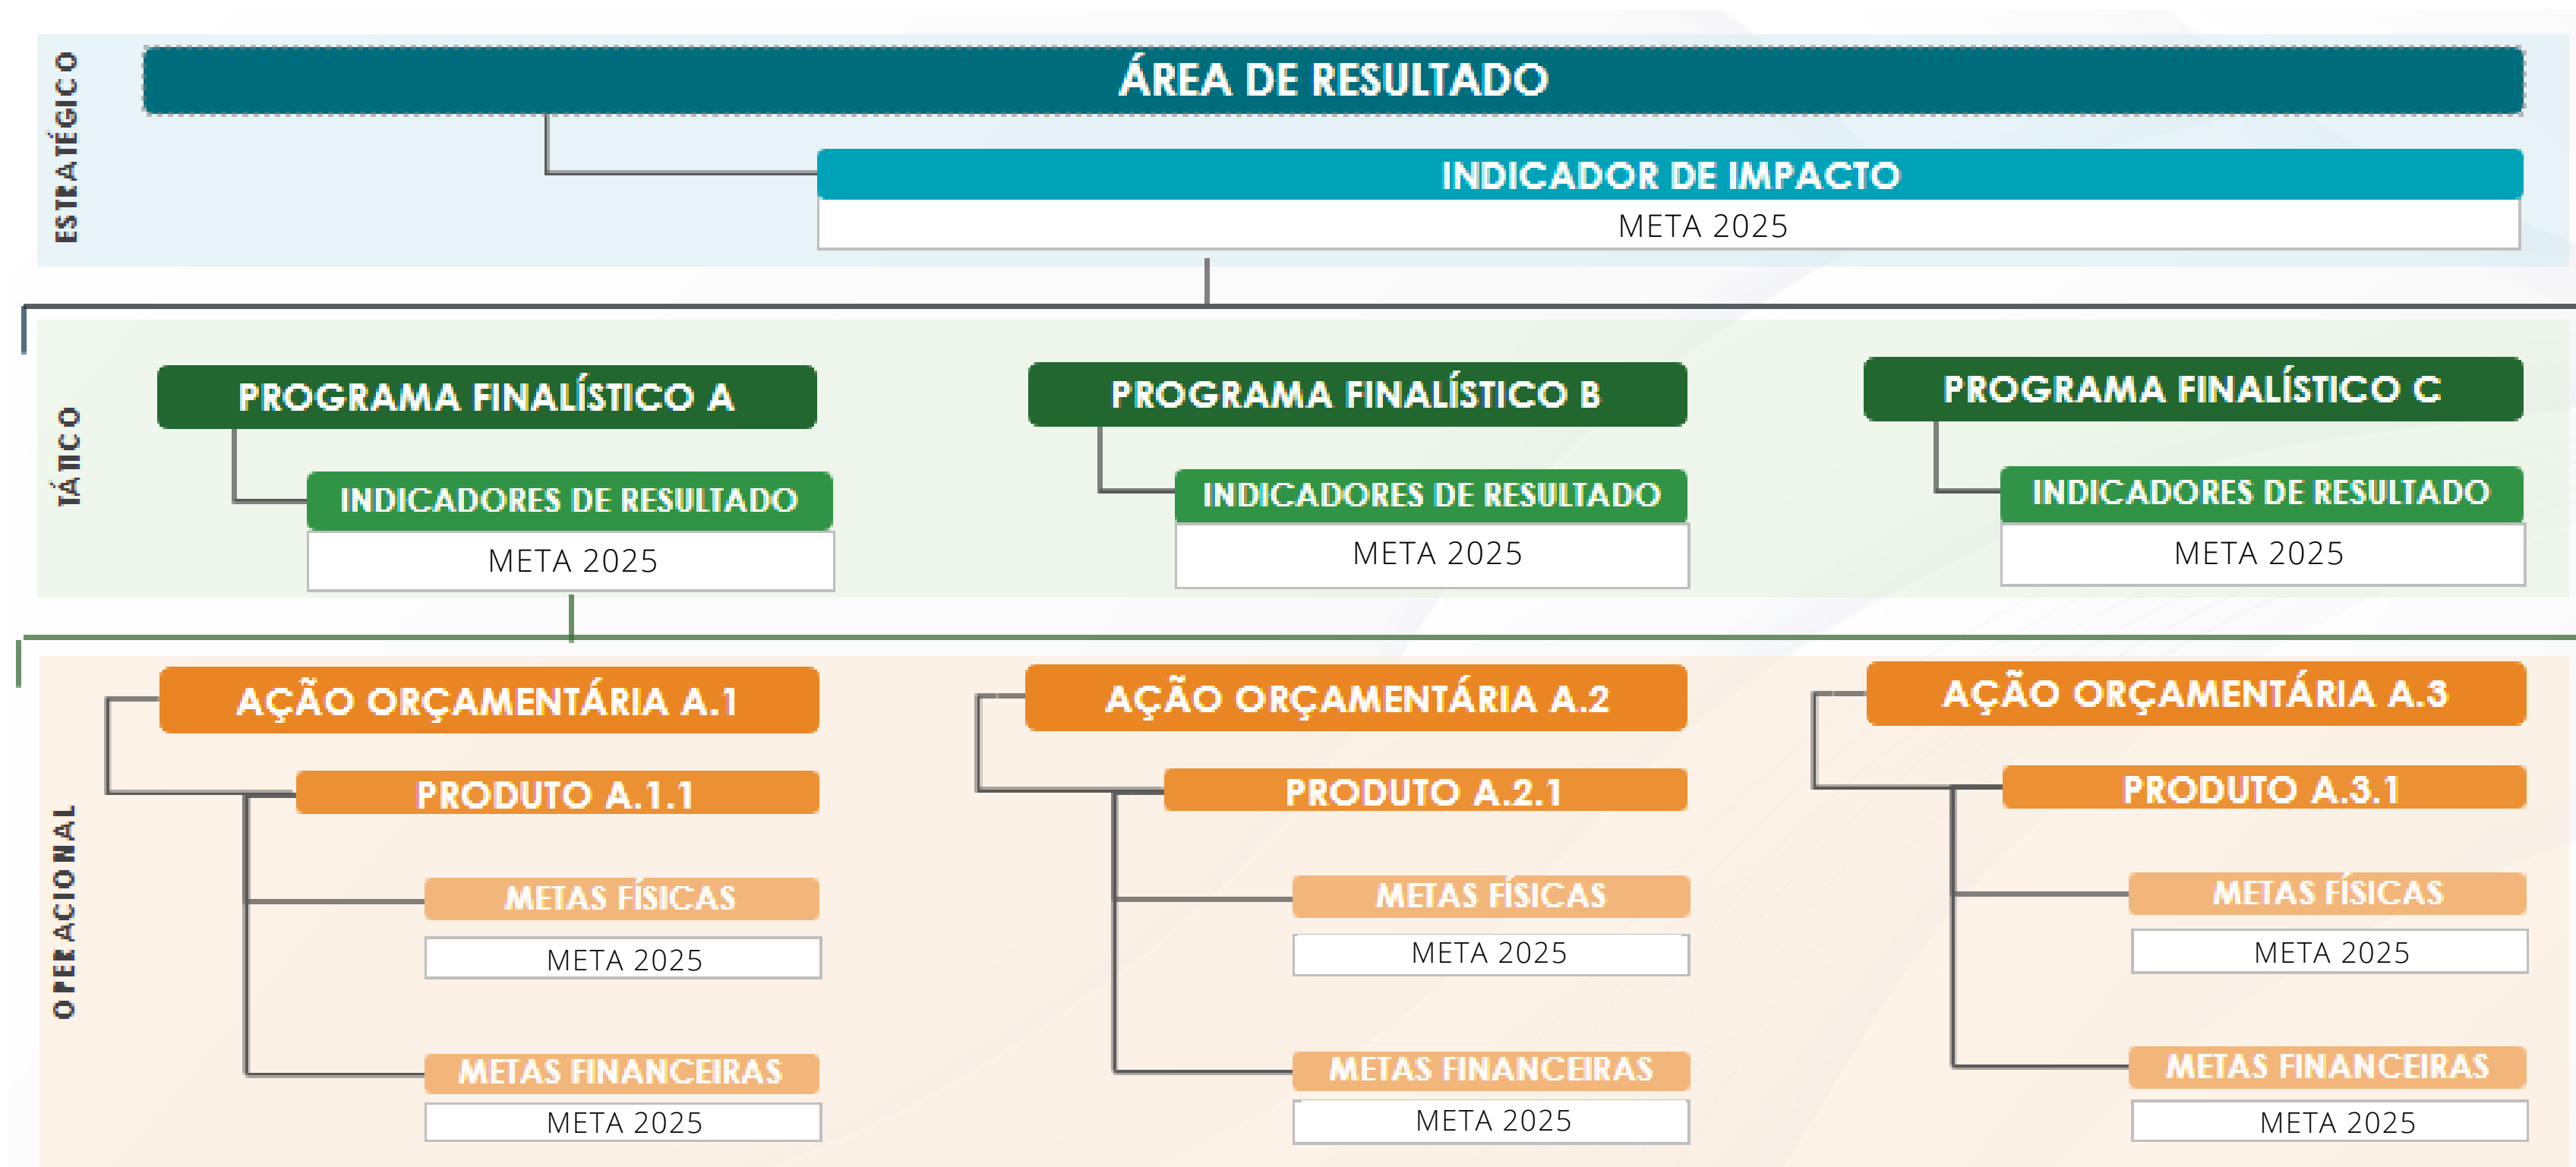 ESTRATÉGICO
ÁREA DE RESULTADO
INDICADOR DE IMPACTO
META 2025
TÁTICO
PROGRAMA FINALÍSTICO A
INDICADORES DE RESULTADO
META 2025
PROGRAMA FINALÍSTICO B
INDICADORES DE RESULTADO
META 2025
PROGRAMA FINALÍSTICO C
INDICADORES DE RESULTADO
META 2025
OPERACIONAL
AÇÃO ORÇAMENTÁRIA A.1
PRODUTO A.1.1
METAS FÍSICAS
META 2025
METAS FINANCEIRAS
META 2025
AÇÃO ORÇAMENTÁRIA A.2
PRODUTO A.2.1
METAS FÍSICAS
META 2025
METAS FINANCEIRAS
META 2025
AÇÃO ORÇAMENTÁRIA A.3
PRODUTO A.3.1
METAS FÍSICAS
META 2025
METAS FINANCEIRAS
META 2025